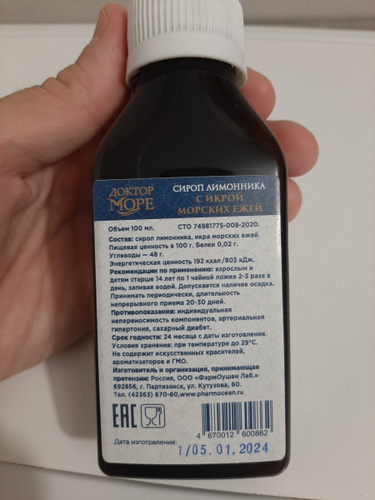 ДОКТОР
МОРЕ
СИРОП ЛИМОННИКА
С ИКРОЙ
МОРСКИХ ЕЖЕЙ
Объем 100 мл.
СТО 74981775-008-2020.
Состав: сироп лимонника, икра морских ежей.
Пищевая ценность в 100 г. Белки 0,02 г.
Углеводы — 48 г.
Энергетическая ценность 192 ккал/803 кДж.
Рекомендации по применению: взрослым и
детям старше 14 лет по 1 чайной ложке 2-3 раза в
день, запивая водой. Допускается наличие осадка.
Принимать периодически, длительность
непрерывного приема 20-30 дней.
Противопоказания: индивидуальная
непереносимость компонентов, артериальная
гипертония, сахарный диабет.
Срок годности: 24 месяца с даты изготовления.
Условия хранения: при температуре до 25°С.
Не содержит искусственных красителей,
ароматизаторов и ГМО.
Изготовитель и организация, принимающая
претензии: Россия, ООО «ФармОушен Лаб.»
692856, г. Партизанск, ул. Кутузова, 60.
Тел. (42363) 670-60,www.pharmocean.ru
EAC
4 670012 600862
Дата изготовления:
1/05.01.2024